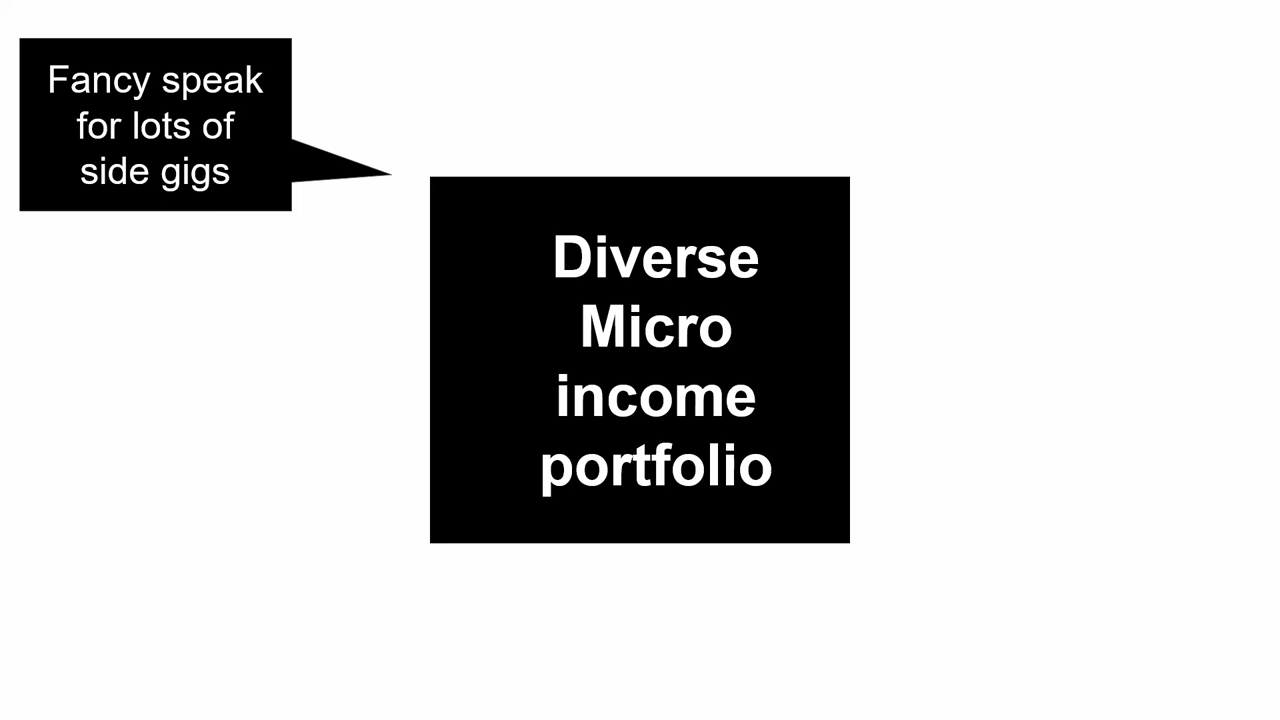 Fancy speak
for lots of
side gigs
Diverse
Micro
income
portfolio